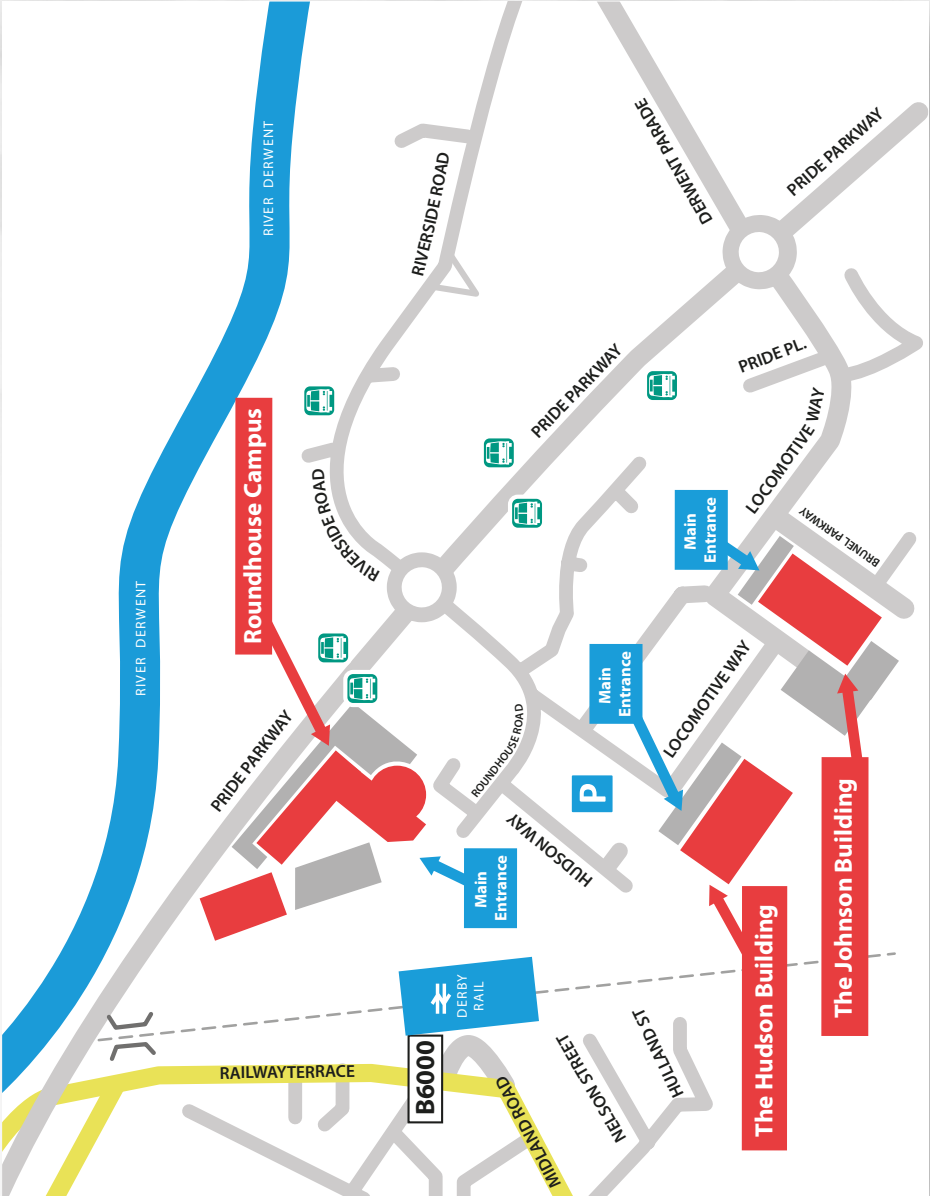 RIVER DERWENT
RIVER DERWENT
RIVERSIDE ROAD
DERWENT PARADE
PRIDE PARKWAY
PRIDE PL.
PRIDE PARKWAY
LOCOMOTIVE WAY
BRUNEL PARKWAY
Roundhouse Campus
RIVERSIDE ROAD
Main
Entrance
PRIDE PARKWAY
ROUNDHOUSE ROAD
Main
Entrance
LOCOMOTIVE WAY
P
HUDSON WAY
Main
Entrance
The Johnson Building
The Hudson Building
DERBY
RAIL
RAILWAYTERRACE
B6000
MIDLAND ROAD
NELSON STREET
HULLAND ST